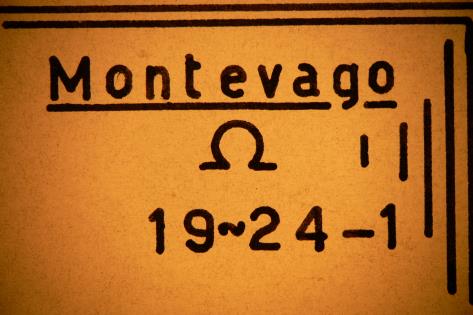 Montevago
Ω
19~24-1